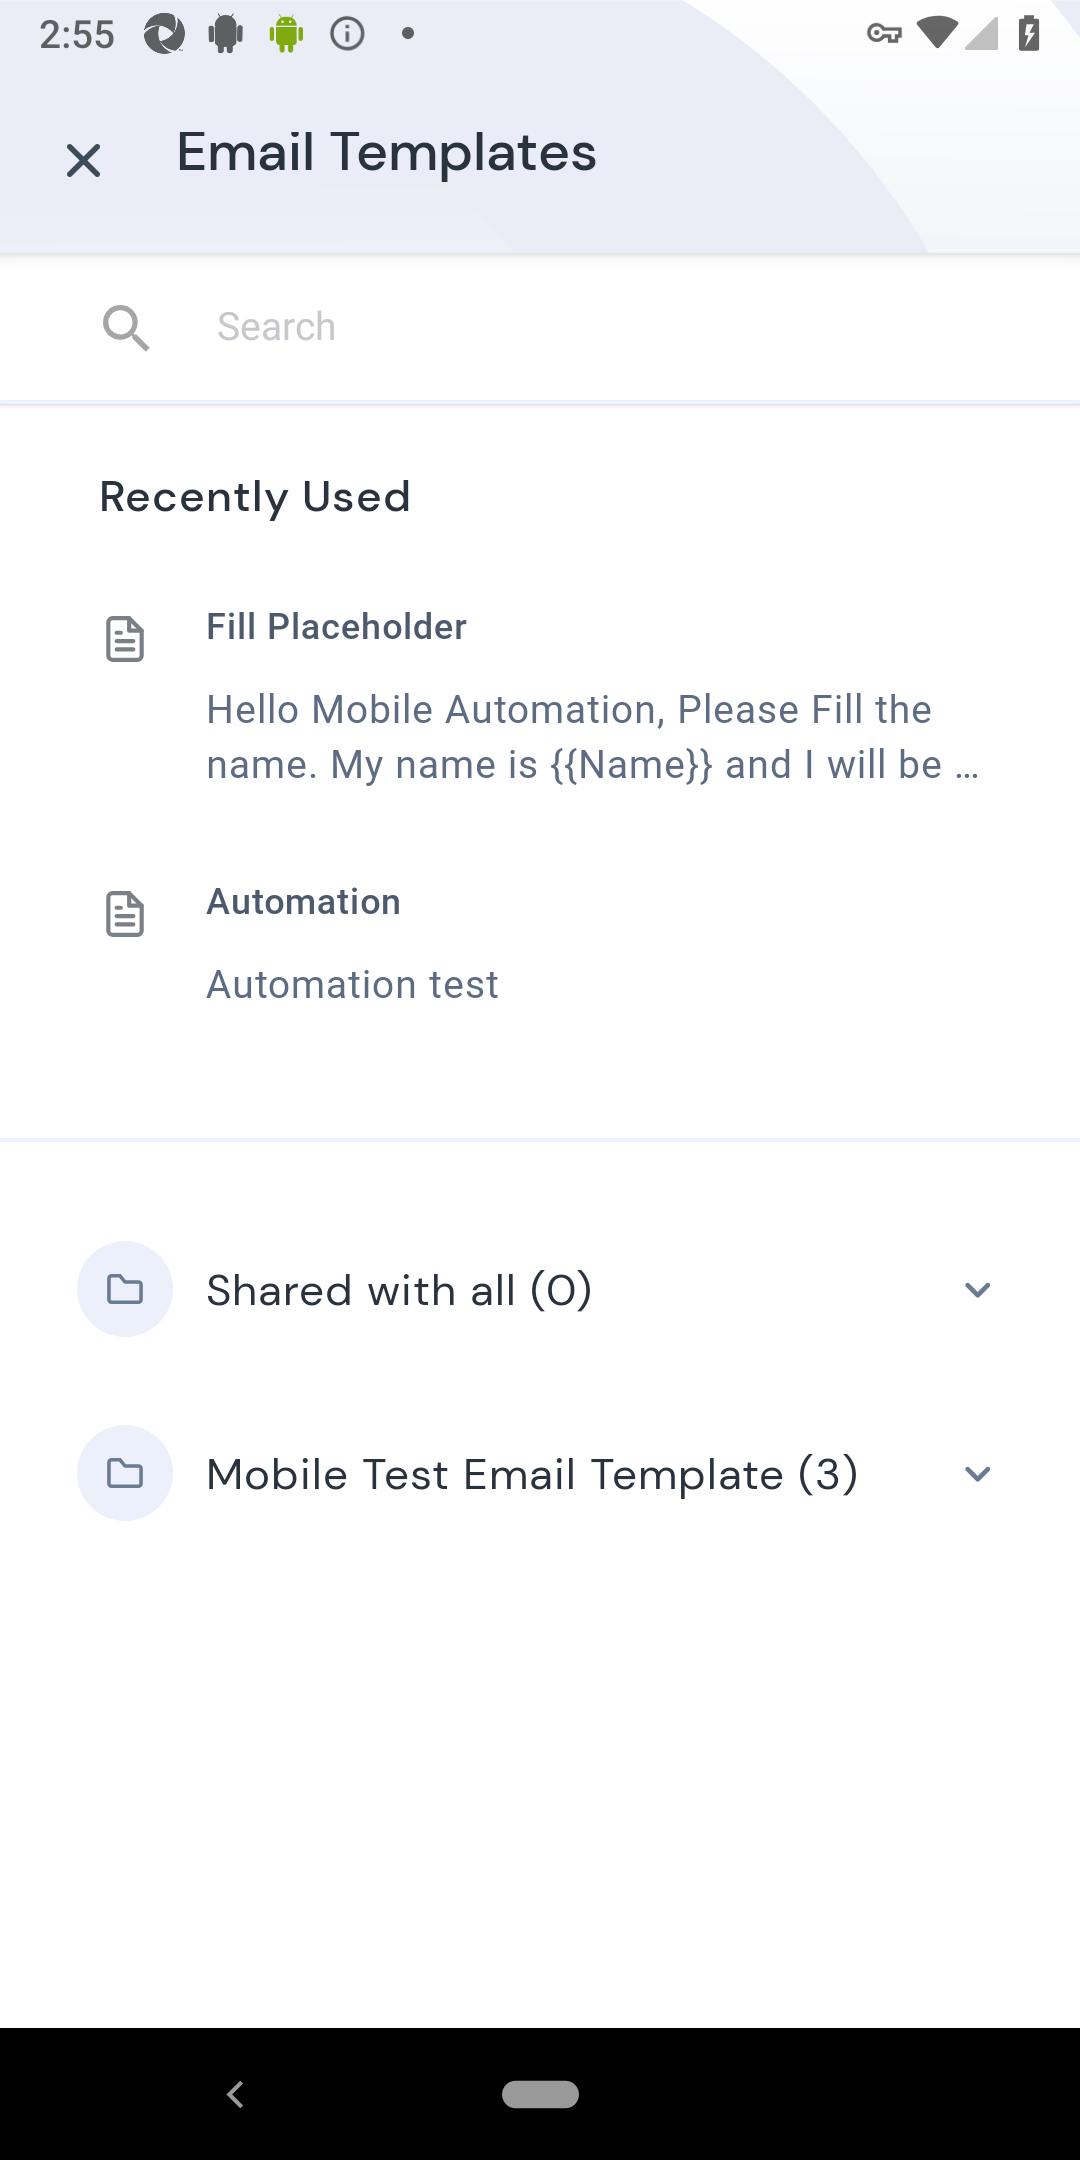 2:55
Email Templates
Search
Recently Used
Fill Placeholder
Hello Mobile Automation, Please Fill the
name. My name is {{Name}} and I will be …
Automation
Automation test
Shared with all (0)
Mobile Test Email Template (3)